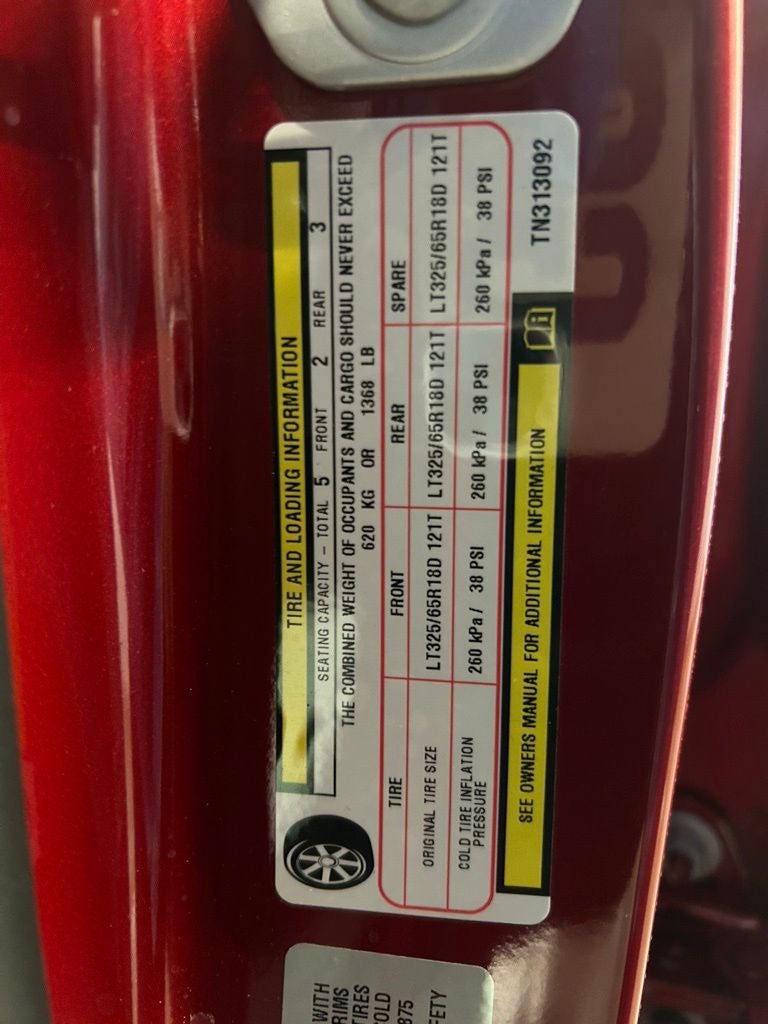 TIRE AND LOADING INFORMATION
SEATING CAPACITY – TOTAL 5 FRONT 2 REAR 3
THE COMBINED WEIGHT OF OCCUPANTS AND CARGO SHOULD NEVER EXCEED
620 KG OR 1368 LB
TIRE FRONT REAR SPARE
ORIGINAL TIRE SIZE LT325/65R18D 121T LT325/65R18D 121T LT325/65R18D 121T
COLD TIRE INFLATION PRESSURE 260 kPa / 38 PSI 260 kPa / 38 PSI 260 kPa / 38 PSI
SEE OWNERS MANUAL FOR ADDITIONAL INFORMATION
TN313092
WITH
RIMS
TIRES
COLD
875
FETY